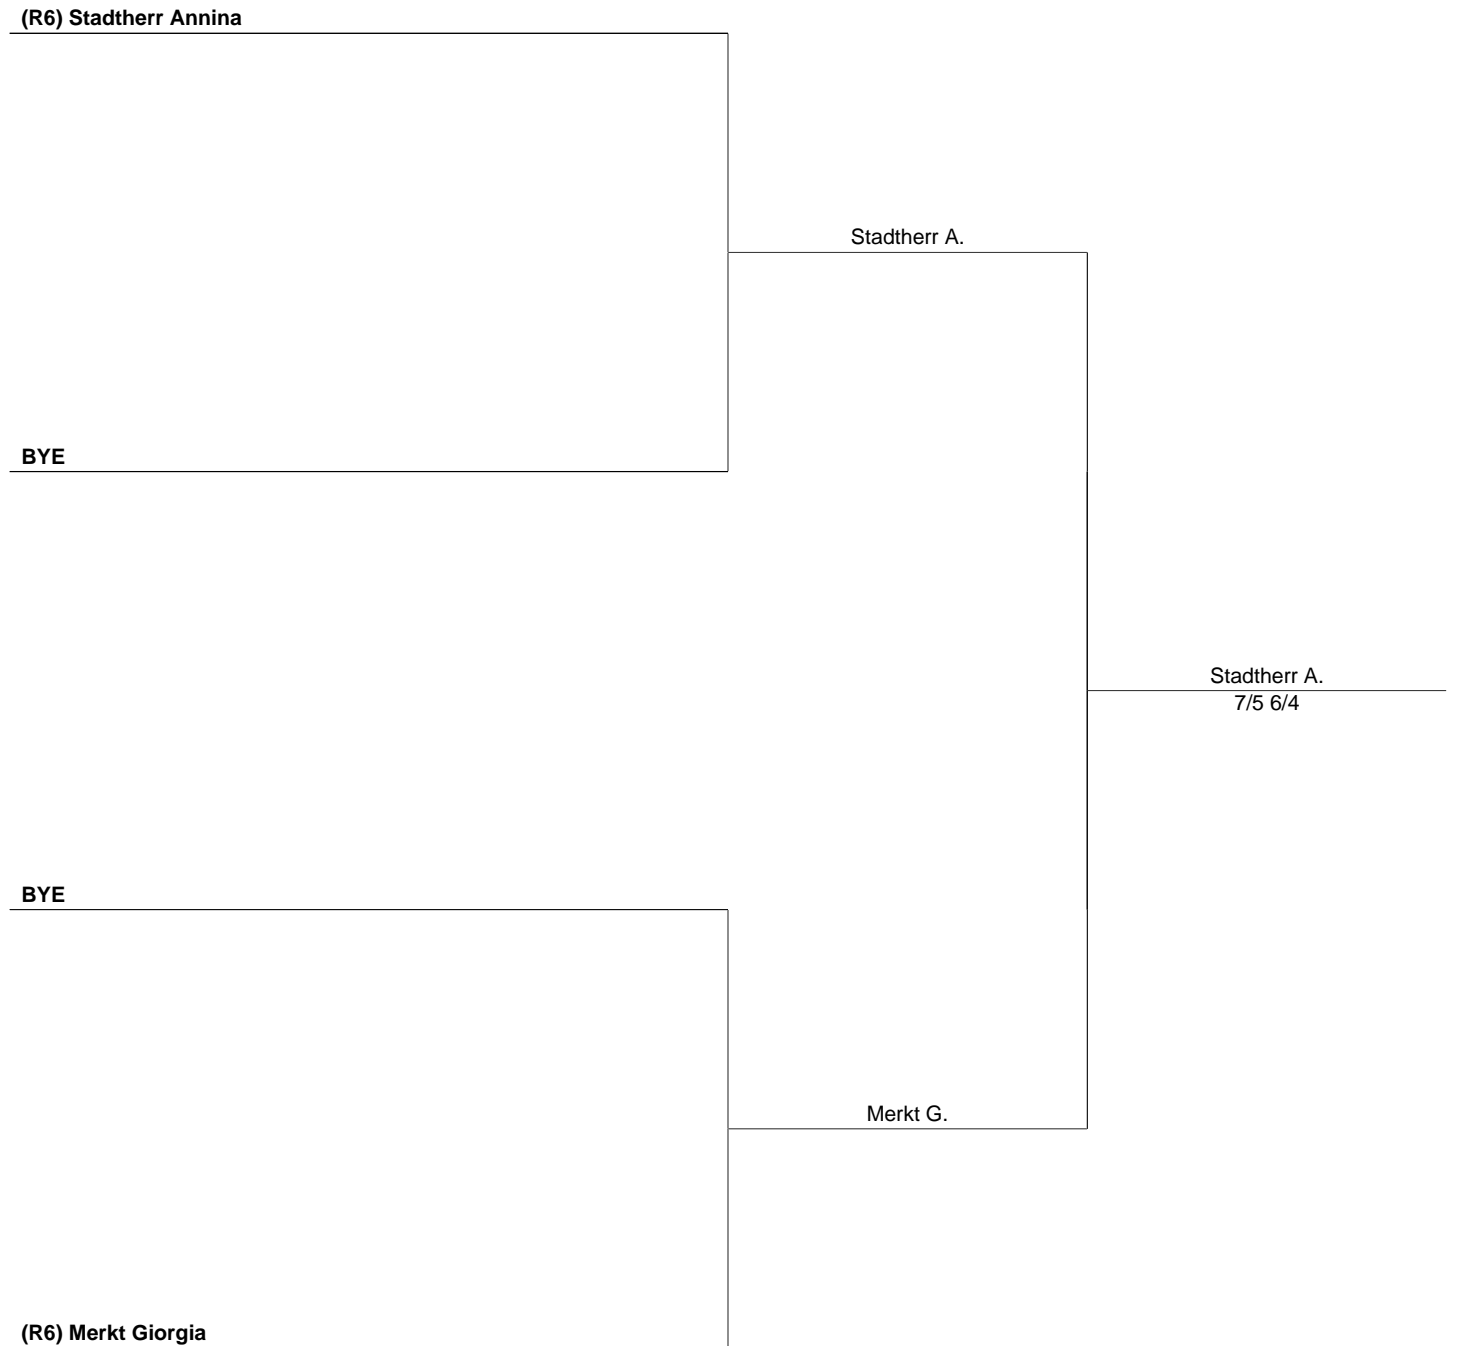 (R6) Stadtherr Annina
Stadtherr A.
BYE
Stadtherr A.
7/5 6/4
BYE
Merkt G.
(R6) Merkt Giorgia